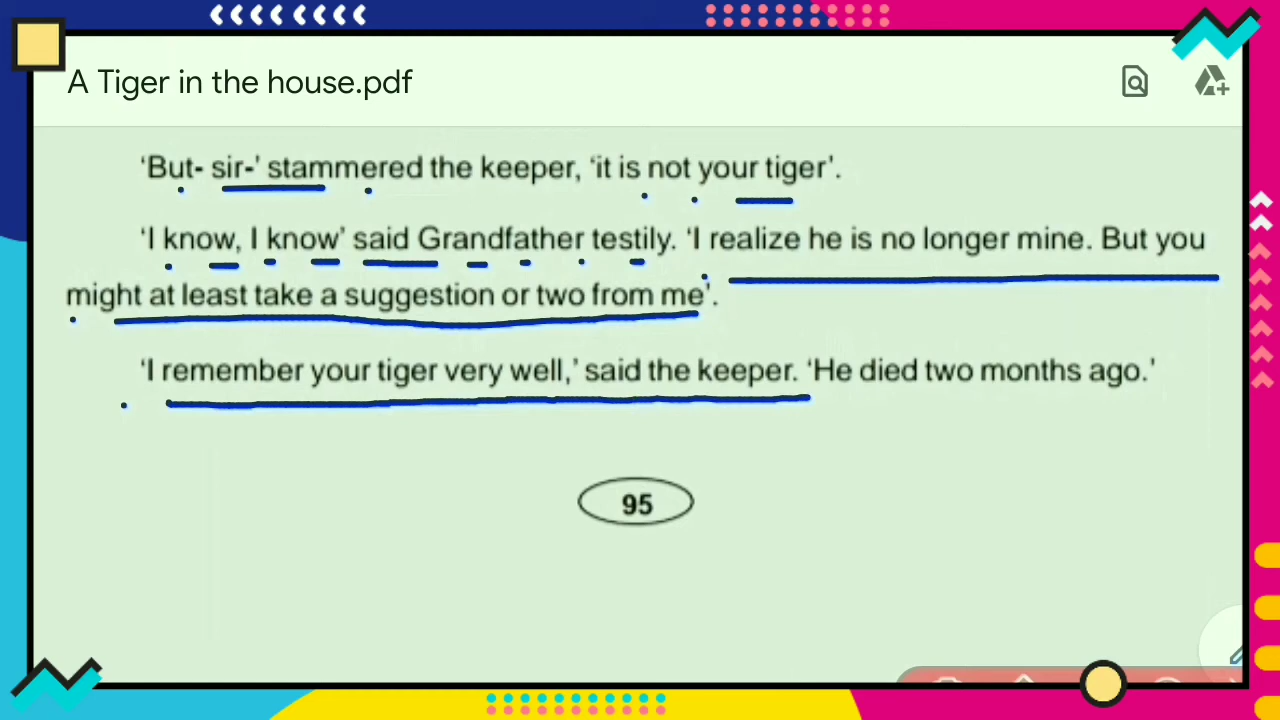 A Tiger in the house.pdf
‘But- sir-’ stammered the keeper, ‘it is not your tiger’.
‘I know, I know’ said Grandfather testily. ‘I realize he is no longer mine. But you
might at least take a suggestion or two from me’.
‘I remember your tiger very well,’ said the keeper. ‘He died two months ago.’
95